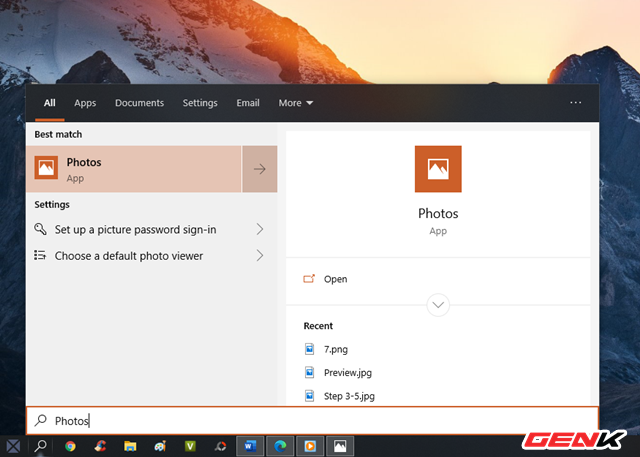 All Apps Documents Settings Email More ...
Best match
Photos
App
Settings
Set up a picture password sign-in
Choose a default photo viewer
Photos
App
Open
Recent
7.png
Preview.jpg
Step 3-5.jpg
Photos
GENK